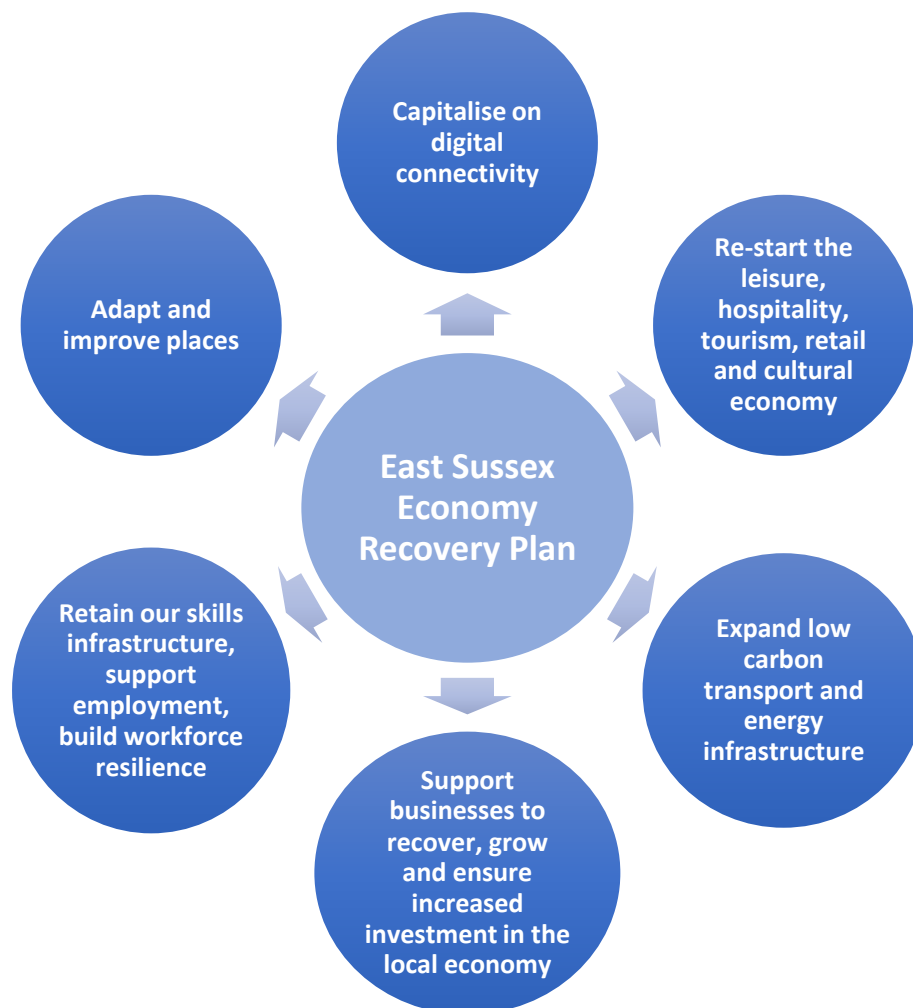 Capitalise on
digital
connectivity
Re-start the
leisure,
hospitality,
tourism, retail
and cultural
economy
Adapt and
improve places
East Sussex
Economy
Recovery Plan
Retain our skills
infrastructure,
support
employment,
build workforce
resilience
Expand low
carbon
transport and
energy
infrastructure
Support
businesses to
recover, grow
and ensure
increased
investment in the
local economy